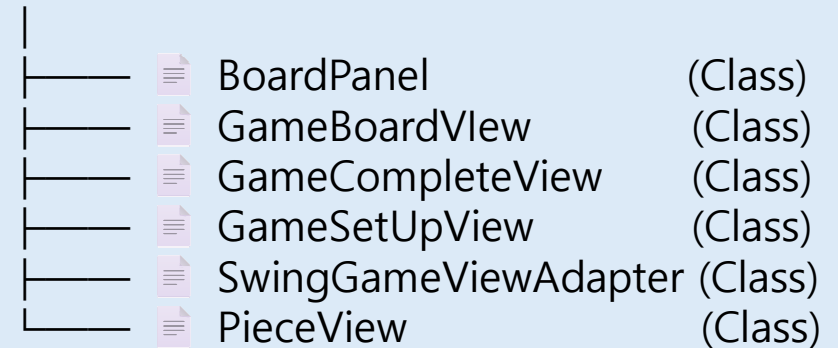 BoardPanel (Class)
GameBoardVIew (Class)
GameCompleteView (Class)
GameSetUpView (Class)
SwingGameViewAdapter (Class)
PieceView (Class)